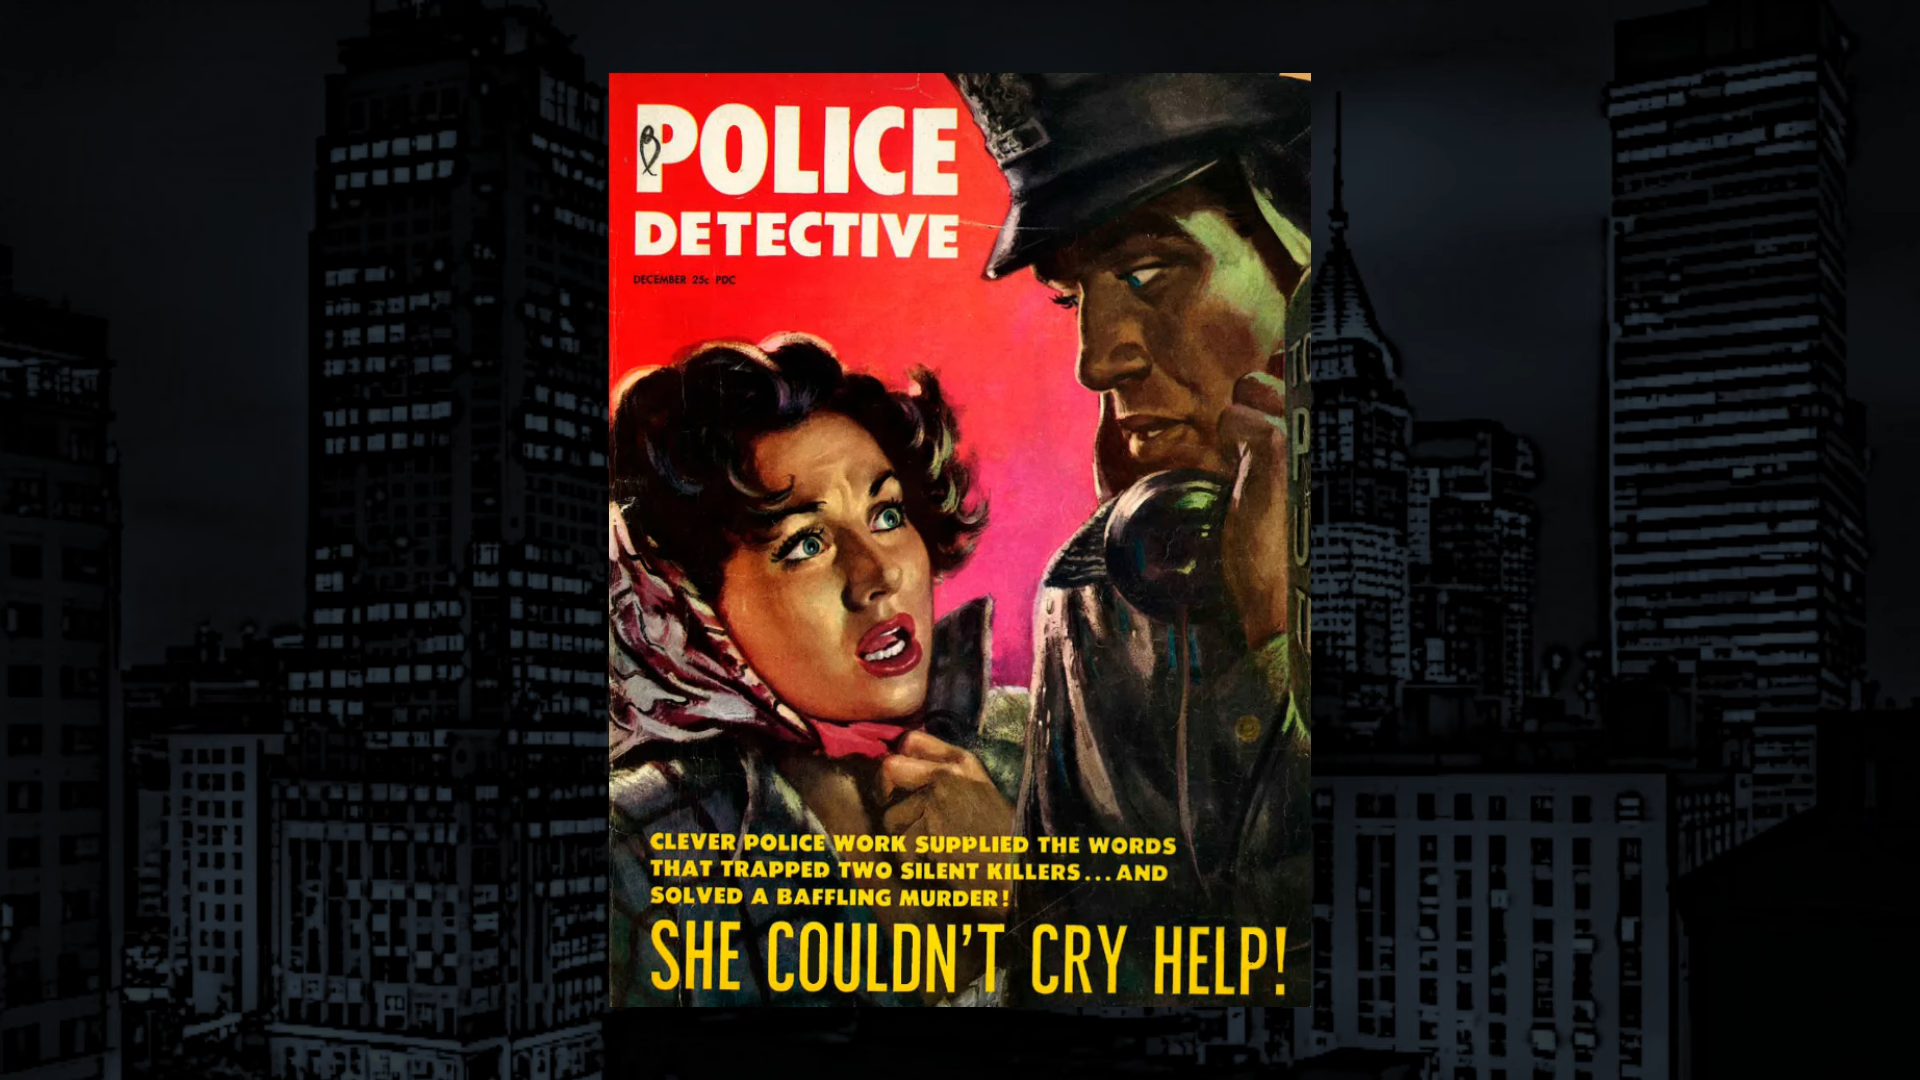 POLICE
DETECTIVE
DECEMBER 25c PDC
CLEVER POLICE WORK SUPPLIED THE WORDS
THAT TRAPPED TWO SILENT KILLERS...AND
SOLVED A BAFFLING MURDER!
SHE COULDN'T CRY HELP!